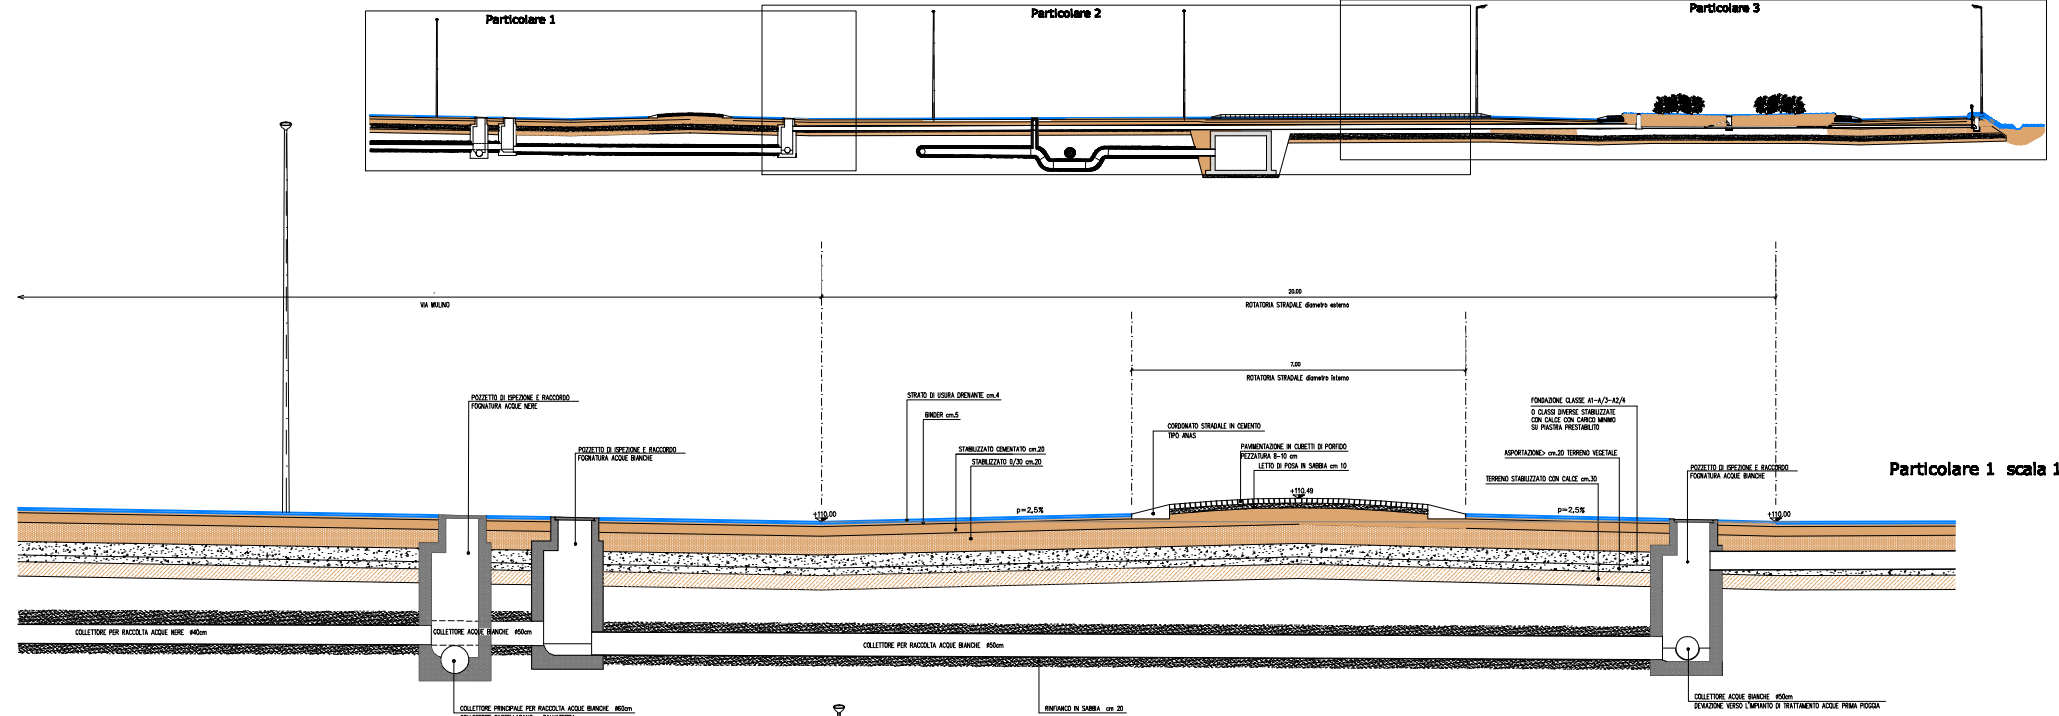 Particolare 1
Particolare 2
Particolare 3
VIA MULINO
20.00
ROTATORIA STRADALE diametro esterno
7.00
ROTATORIA STRADALE diametro interno
POZZETTO DI ISPEZIONE E RACCORDO
FOGNATURA ACQUE NERE
POZZETTO DI ISPEZIONE E RACCORDO
FOGNATURA ACQUE BIANCHE
STRATO DI USURA DRENANTE cm.4
BINDER cm.5
STABILIZZATO CEMENTATO cm.20
STABILIZZATO 0/30 cm.20
CORDONATO STRADALE IN CEMENTO
TIPO ANAS
PAVIMENTAZIONE IN CUBETTI DI PORFIDO
PEZZATURA 8-10 cm
LETTO DI POSA IN SABBIA cm 10
FONDAZIONE CLASSE A1-A/3-A2/4
O CLASSI DIVERSE STABILIZZATE
CON CALCE CON CARICO MINIMO
SU PIASTRA PRESTABILITO
ASPORTAZIONE> cm.20 TERRENO VEGETALE
TERRENO STABILIZZATO CON CALCE cm.30
POZZETTO DI ISPEZIONE E RACCORDO
FOGNATURA ACQUE BIANCHE
Particolare 1 scala 1
+110.00
p=2,5%
+110.49
p=2,5%
+110.00
COLLETTORE PER RACCOLTA ACQUE NERE ø40cm
COLLETTORE ACQUE BIANCHE ø50cm
COLLETTORE PER RACCOLTA ACQUE BIANCHE ø50cm
COLLETTORE PRINCIPALE PER RACCOLTA ACQUE BIANCHE ø60cm
RINFIANCO IN SABBIA cm 20
COLLETTORE ACQUE BIANCHE ø50cm
DEVIAZIONE VERSO L'IMPIANTO DI TRATTAMENTO ACQUE PRIMA PIOGGIA